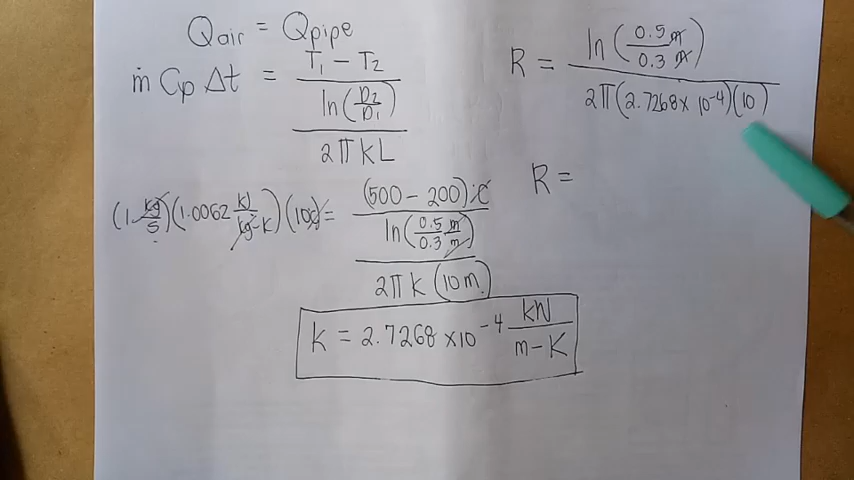 Qair = Qpipe
ṁ Cp Δt = T1 - T2 / ln(D2/D1) / 2πkL
(1 kg/s)(1.0062 kJ/kg-K)(10 = (500 - 200)°C / ln(0.5 m/0.3 m) / 2πk(10m)
k = 2.7268 x10^-4 kW/m-K
R = ln(0.5 m/0.3 m) / 2π(2.7268 x 10^-4)(10)
R =